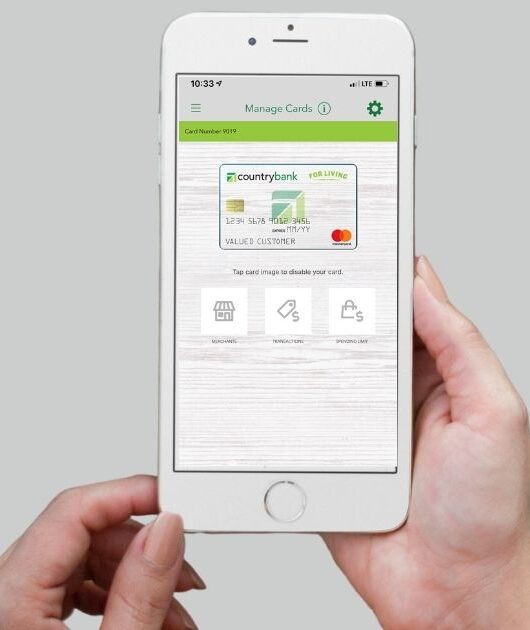 10:33
LTE
Manage Cards
Card Number 9019
countrybank
FOR LIVING
1234 5678 9012 3456
MM/YY
VALUED CUSTOMER
mastercard
Tap card image to disable your card.
MERCHANTS
TRANSACTIONS
SPENDING LIMIT